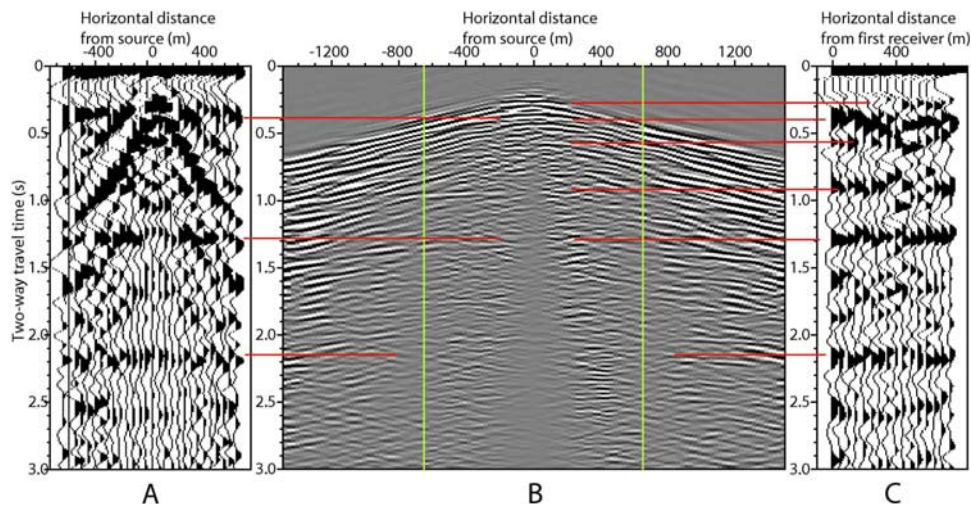 Horizontal distance
from source (m)
-400 0 400
Horizontal distance
from source (m)
-1200 -800 -400 0 400 800 1200
Horizontal distance
from first receiver (m)
0 400
Two-way travel time (s)
0
0.5
1.0
1.5
2.0
2.5
3.0
0
0.5
1.0
1.5
2.0
2.5
3.0
0
0.5
1.0
1.5
2.0
2.5
3.0
A
B
C